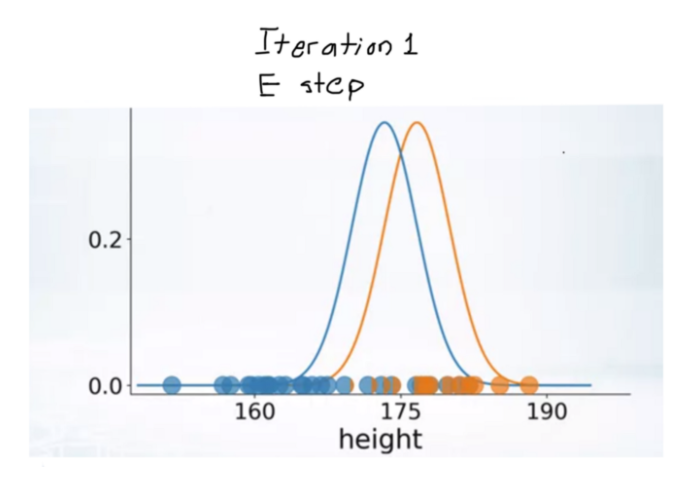 Iteration 1
E step
0.2
0.0
160 175 190
height